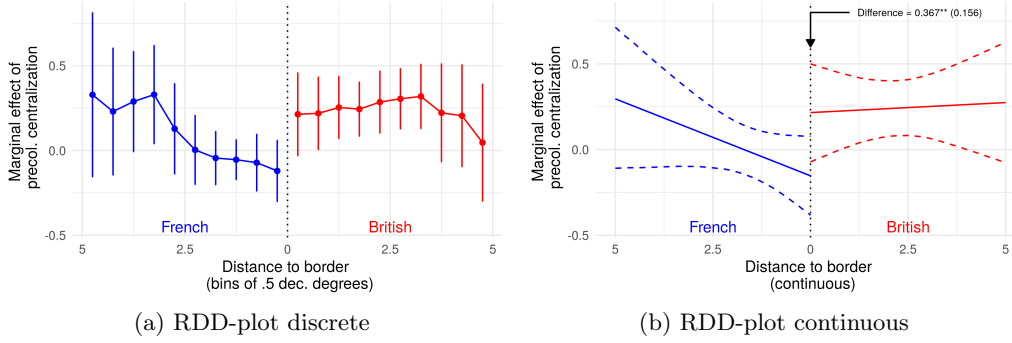 Marginal effect of
precol. centralization
0.5
0.0
-0.5
French
British
5
2.5
0
2.5
5
Distance to border
(bins of .5 dec. degrees)
(a) RDD-plot discrete
Marginal effect of
precol. centralization
0.5
0.0
-0.5
Difference = 0.367** (0.156)
French
British
5
2.5
0
2.5
5
Distance to border
(continuous)
(b) RDD-plot continuous